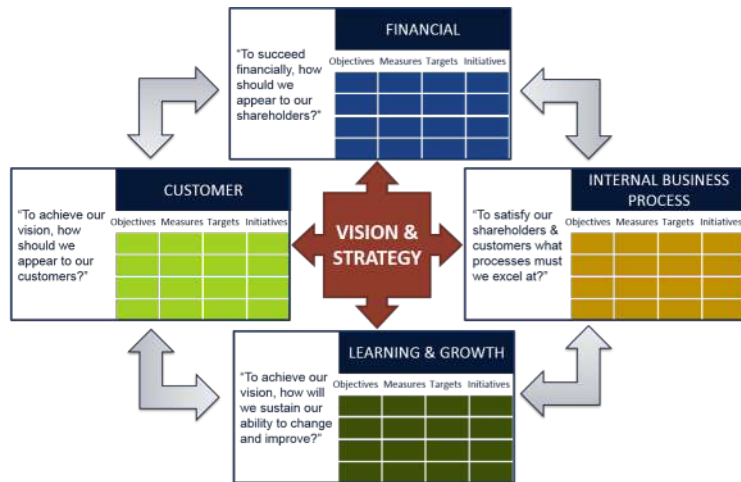 FINANCIAL
"To succeed
financially, how
should we
appear to our
shareholders?"
Objectives Measures Targets Initiatives
CUSTOMER
"To achieve our
vision, how
should we
appear to our
customers?"
Objectives Measures Targets Initiatives
VISION &
STRATEGY
INTERNAL BUSINESS
PROCESS
"To satisfy our
shareholders &
customers what
processes must
we excel at?"
Objectives Measures Targets Initiatives
LEARNING & GROWTH
"To achieve our
vision, how will
we sustain our
ability to change
and improve?"
Objectives Measures Targets Initiatives